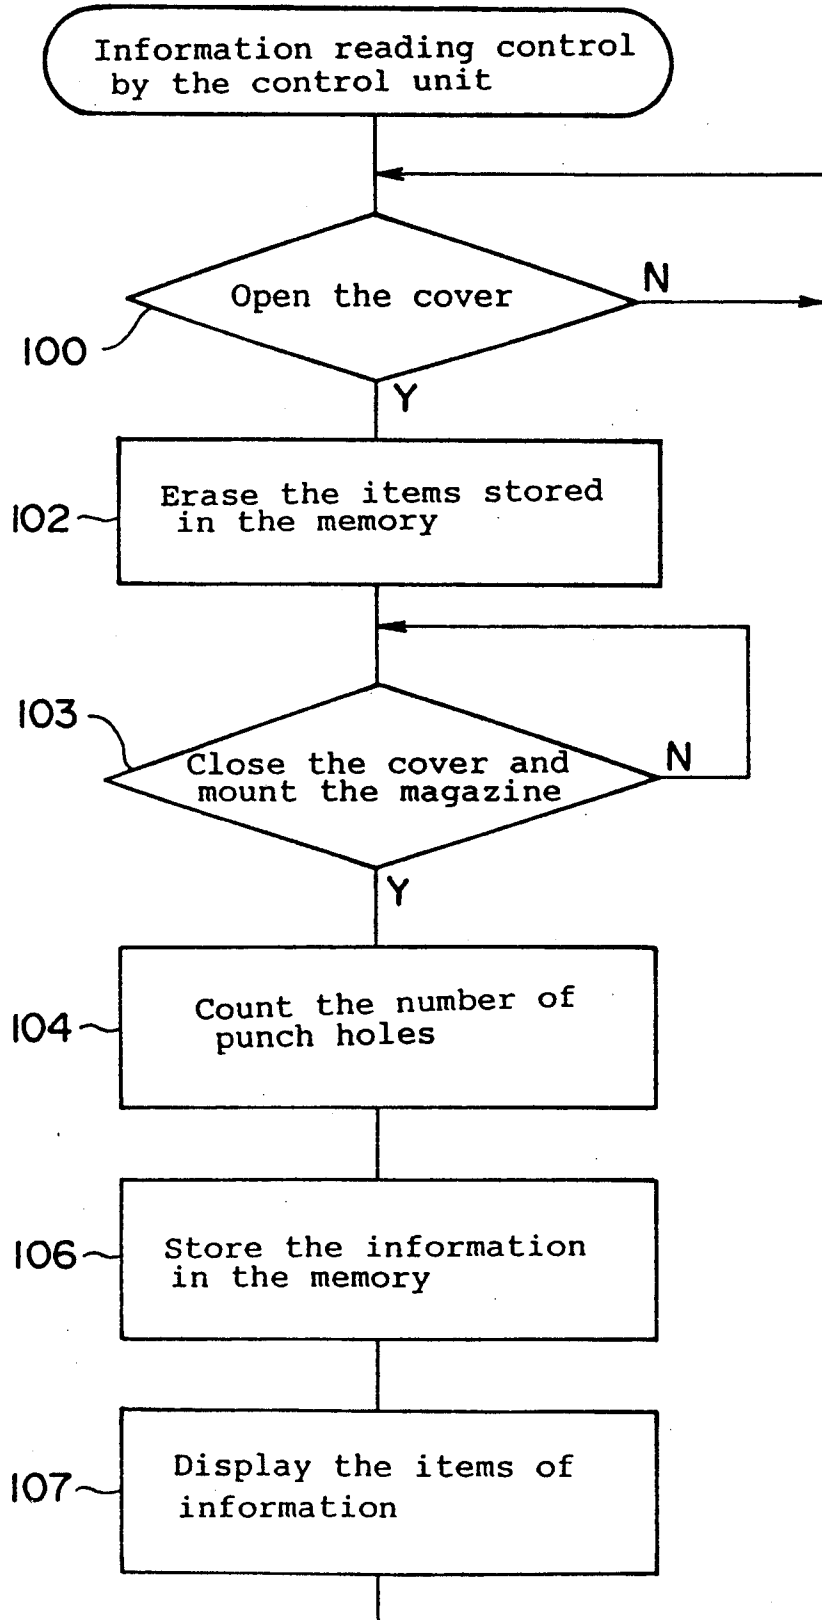 Information reading control
by the control unit
Open the cover
N
100
Y
Erase the items stored
in the memory
102
103
Close the cover and
mount the magazine
N
Y
Count the number of
punch holes
104
Store the information
in the memory
106
Display the items of
information
107